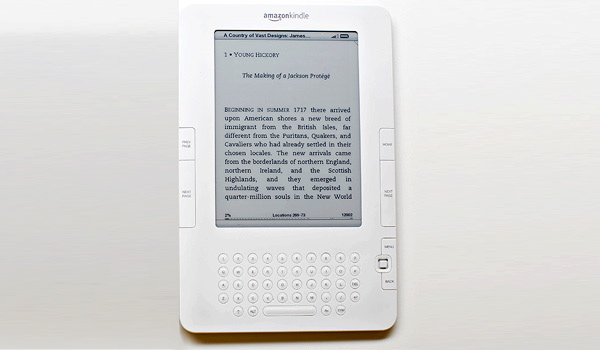 amazonkindle
A Country of Vast Designs: James...
1 • YOUNG HICKORY
The Making of a Jackson Protégé
BEGINNING IN SUMMER 1717 there arrived
upon American shores a new breed of
immigrant from the British Isles, far
different from the Puritans, Quakers, and
Cavaliers who had already settled in their
chosen locales. The new arrivals came
from the borderlands of northern England,
northern Ireland, and the Scottish
Highlands, and they emerged in
undulating waves that deposited a
quarter-million souls in the New World
2% Locations 269-73 13902
PREV
PAGE
NEXT
PAGE
HOME
NEXT
PAGE
MENU
BACK